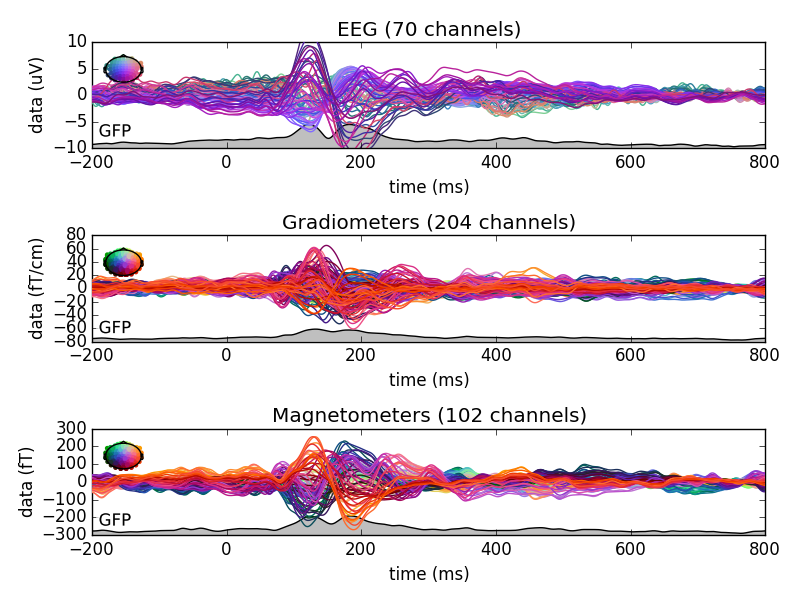 EEG (70 channels)
data (uV)
10
5
0
−5
−10
GFP
−200 0 200 400 600 800
time (ms)
Gradiometers (204 channels)
data (fT/cm)
80
60
40
20
0
−20
−40
−60
−80
GFP
−200 0 200 400 600 800
time (ms)
Magnetometers (102 channels)
data (fT)
300
200
100
0
−100
−200
−300
GFP
−200 0 200 400 600 800
time (ms)